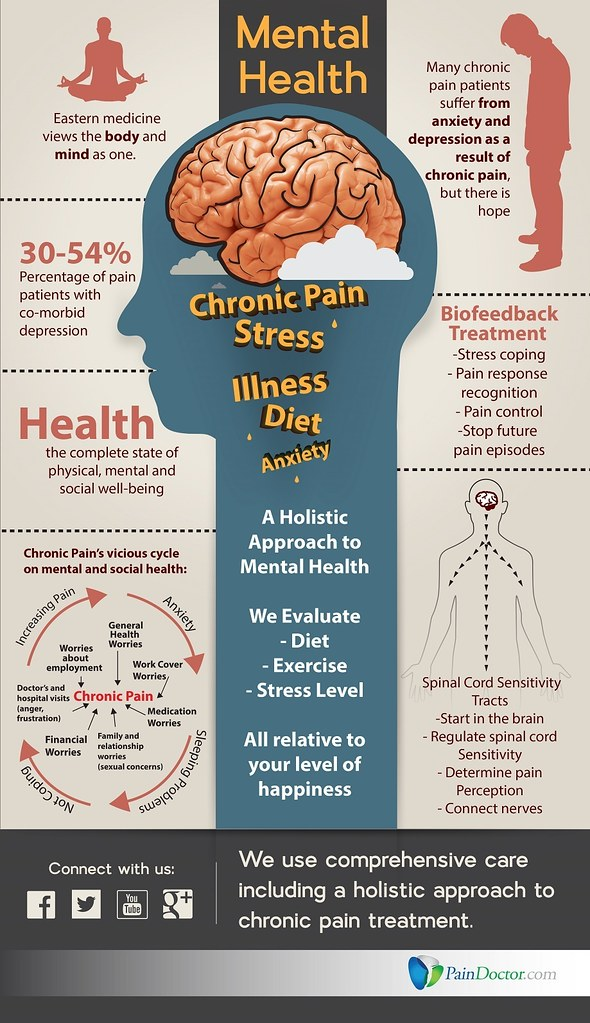 Mental
Health
Eastern medicine
views the body and
mind as one.
Many chronic
pain patients
suffer from
anxiety and
depression as a
result of
chronic pain,
but there is
hope
30-54%
Percentage of pain
patients with
co-morbid
depression
Chronic Pain
Stress
Illness
Diet
Anxiety
Biofeedback
Treatment
-Stress coping
- Pain response
recognition
- Pain control
-Stop future
pain episodes
Health
the complete state of
physical, mental and
social well-being
A Holistic
Approach to
Mental Health
We Evaluate
- Diet
- Exercise
- Stress Level
All relative to
your level of
happiness
Chronic Pain's vicious cycle
on mental and social health:
Increasing Pain
Anxiety
Sleeping Problems
Not Coping
General
Health
Worries
Worries
about
employment
Work Cover
Worries
Doctor's and
hospital visits
(anger,
frustration)
Chronic Pain
Medication
Worries
Financial
Worries
Family and
relationship
worries
(sexual concerns)
Spinal Cord Sensitivity
Tracts
-Start in the brain
- Regulate spinal cord
Sensitivity
- Determine pain
Perception
- Connect nerves
Connect with us:
f
You
Tube
g+
We use comprehensive care
including a holistic approach to
chronic pain treatment.
PainDoctor.com